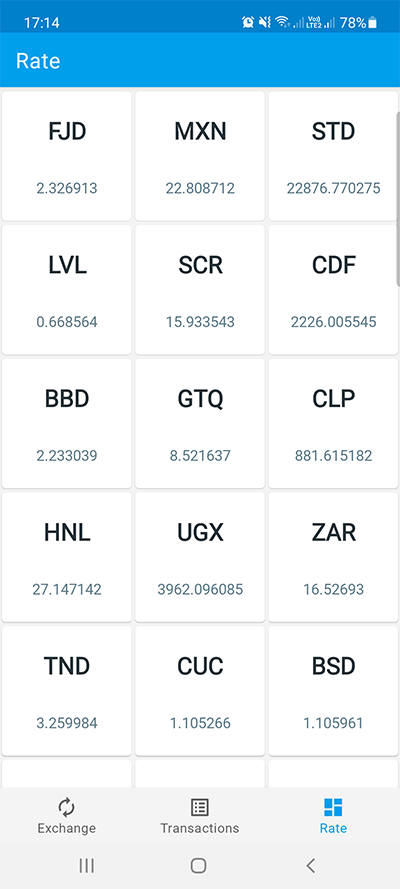 17:14 Vo)) LTE2 78%
Rate
FJD MXN STD
2.326913 22.808712 22876.770275
LVL SCR CDF
0.668564 15.933543 2226.005545
BBD GTQ CLP
2.233039 8.521637 881.615182
HNL UGX ZAR
27.147142 3962.096085 16.52693
TND CUC BSD
3.259984 1.105266 1.105961
Exchange Transactions Rate